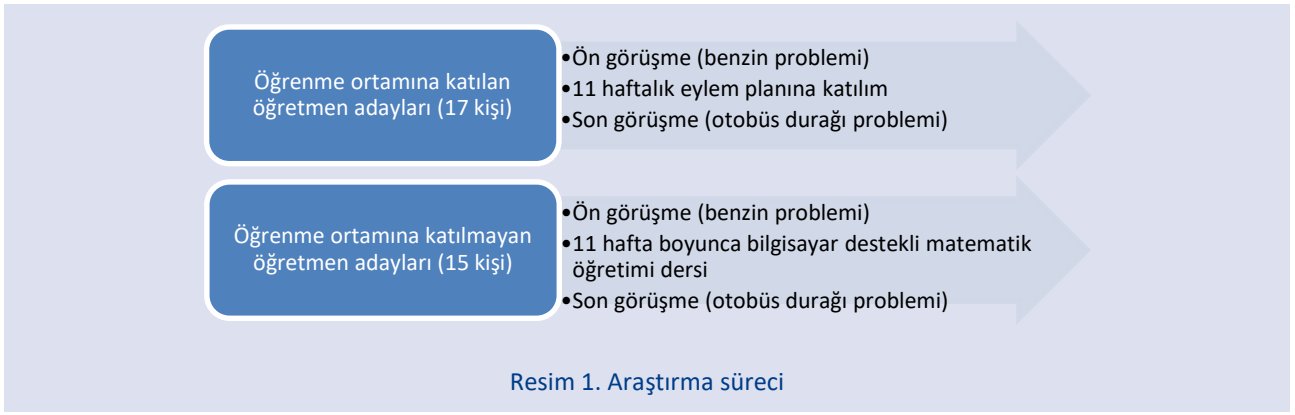 Öğrenme ortamına katılan
öğretmen adayları (17 kişi)
•Ön görüşme (benzin problemi)
•11 haftalık eylem planına katılım
•Son görüşme (otobüs durağı problemi)
Öğrenme ortamına katılmayan
öğretmen adayları (15 kişi)
•Ön görüşme (benzin problemi)
•11 hafta boyunca bilgisayar destekli matematik
öğretimi dersi
•Son görüşme (otobüs durağı problemi)
Resim 1. Araştırma süreci